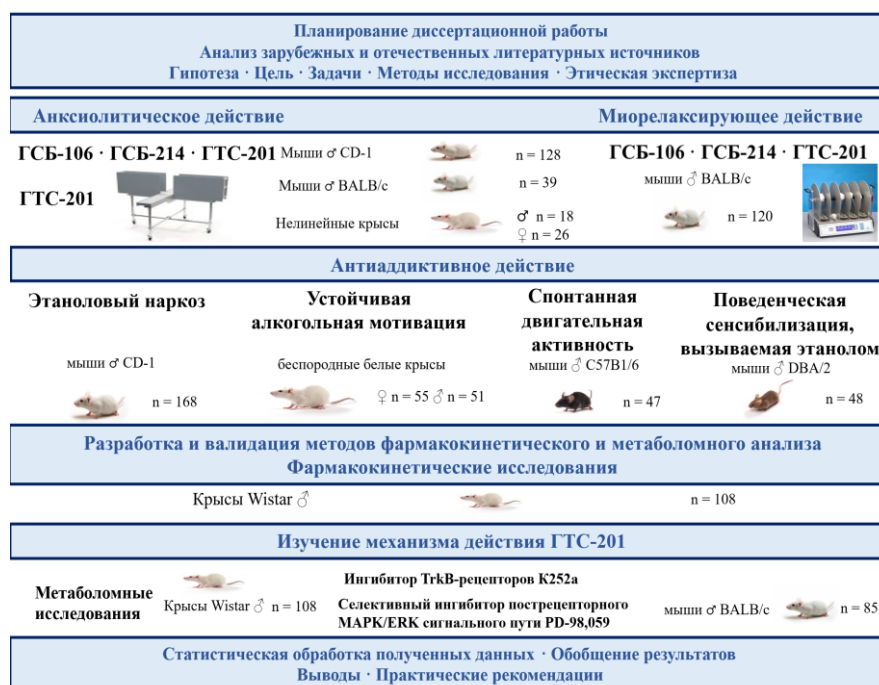 Планирование диссертационной работы
Анализ зарубежных и отечественных литературных источников
Гипотеза · Цель · Задачи · Методы исследования · Этическая экспертиза
Анксиолитическое действие
ГСБ-106 · ГСБ-214 · ГТС-201 Мыши ♂ CD-1 n = 128
ГТС-201
Мыши ♂ BALB/c n = 39
Нелинейные крысы ♂ n = 18
♀ n = 26
Миорелаксирующее действие
ГСБ-106 · ГСБ-214 · ГТС-201
мыши ♂ BALB/c
n = 120
Антиаддиктивное действие
Этаноловый наркоз
мыши ♂ CD-1
n = 168
Устойчивая
алкогольная мотивация
беспородные белые крысы
♀ n = 55 ♂ n = 51
Спонтанная
двигательная
активность
мыши ♂ C57B1/6
n = 47
Поведенческая
сенсибилизация,
вызываемая этанолом
мыши ♂ DBA/2
n = 48
Разработка и валидация методов фармакокинетического и метаболомного анализа
Фармакокинетические исследования
Крысы Wistar ♂ n = 108
Изучение механизма действия ГТС-201
Метаболомные
исследования
Крысы Wistar ♂ n = 108
Ингибитор TrkB-рецепторов K252a
Селективный ингибитор пострецепторного
MAPK/ERK сигнального пути PD-98,059
мыши ♂ BALB/c n = 85
Статистическая обработка полученных данных · Обобщение результатов
Выводы · Практические рекомендации